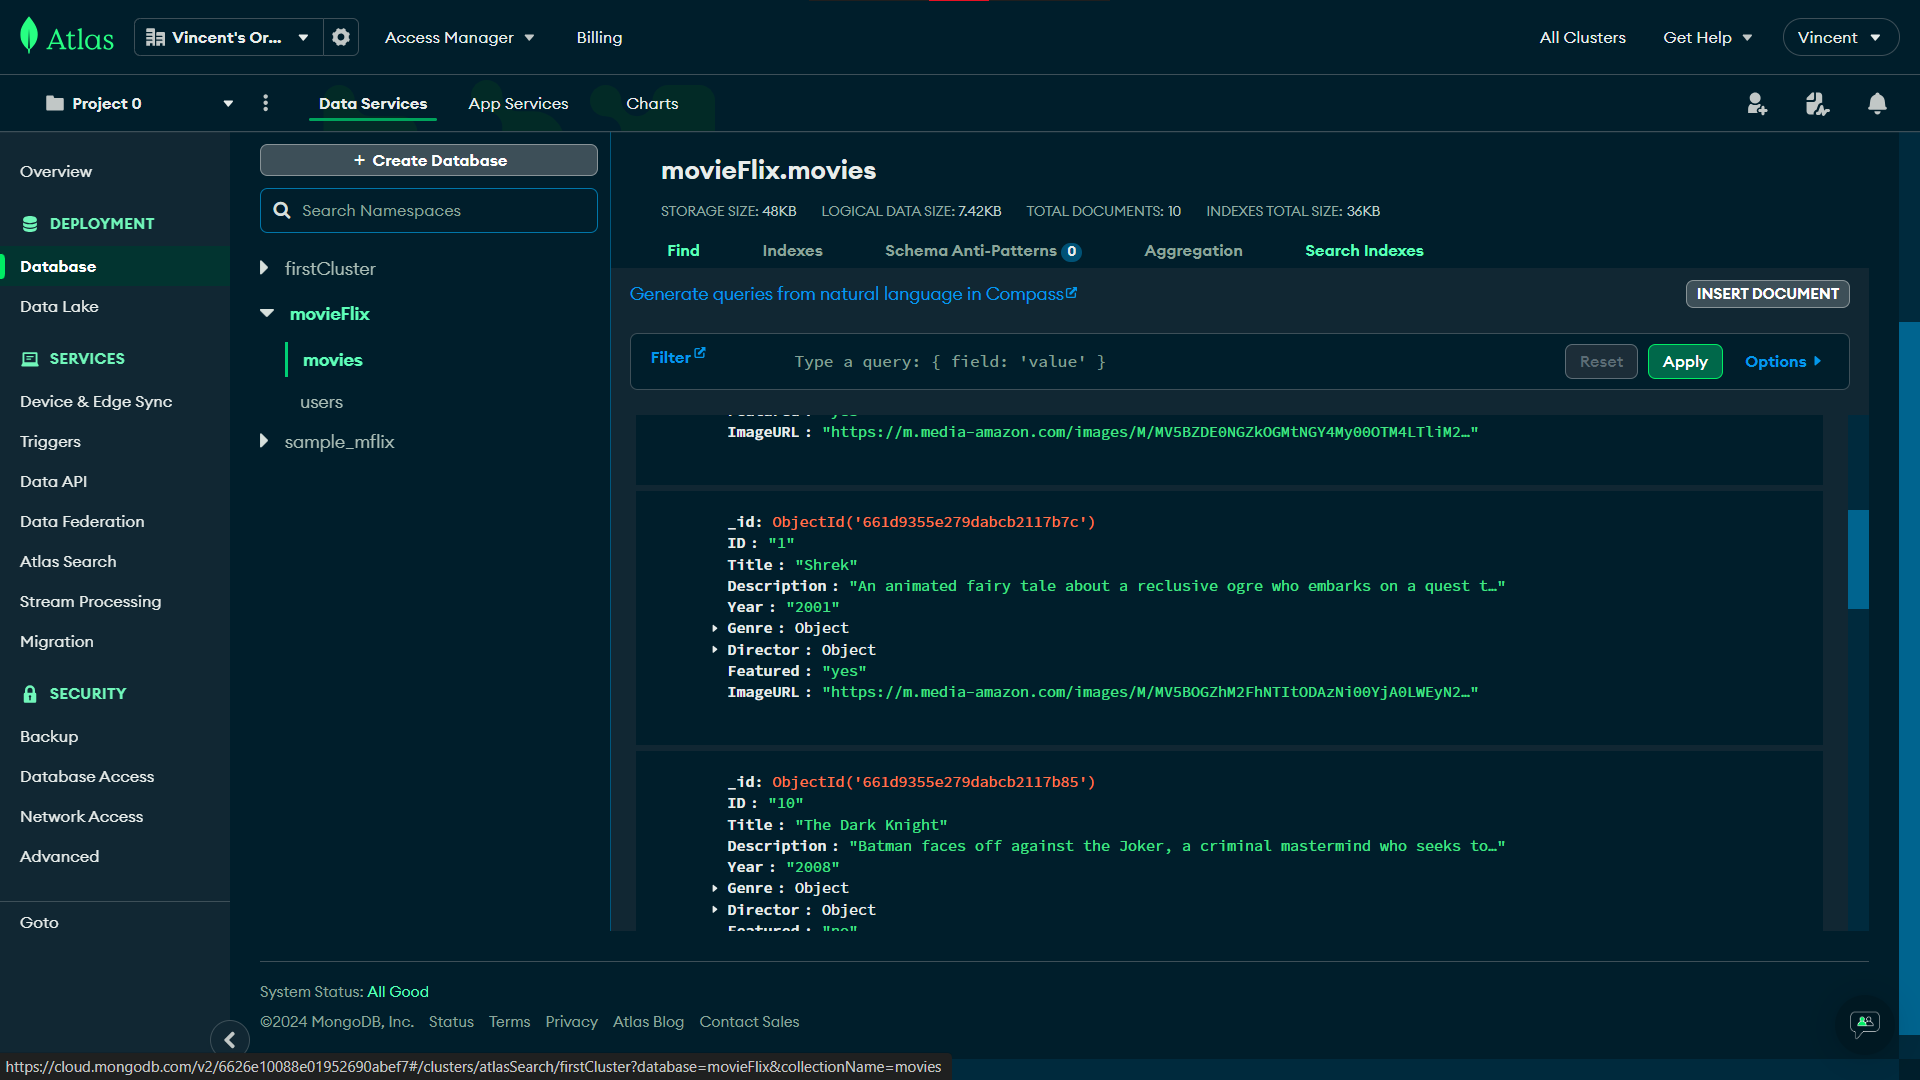 Atlas
Vincent's Or...
Access Manager
Billing
All Clusters
Get Help
Vincent
Project 0
Data Services
App Services
Charts
Overview
DEPLOYMENT
Database
Data Lake
SERVICES
Device & Edge Sync
Triggers
Data API
Data Federation
Atlas Search
Stream Processing
Migration
SECURITY
Backup
Database Access
Network Access
Advanced
Goto
+ Create Database
Search Namespaces
firstCluster
movieFlix
movies
users
sample_mflix
movieFlix.movies
STORAGE SIZE: 48KB LOGICAL DATA SIZE: 7.42KB TOTAL DOCUMENTS: 10 INDEXES TOTAL SIZE: 36KB
Find Indexes Schema Anti-Patterns 0 Aggregation Search Indexes
Generate queries from natural language in Compass
INSERT DOCUMENT
Filter
Type a query: { field: 'value' }
Reset
Apply
Options
Featured : "yes"
ImageURL : "https://m.media-amazon.com/images/M/MV5BZDE0NGZkOGMtNGY4My00OTM4LTliM2…"
_id: ObjectId('661d9355e279dabcb2117b7c')
ID : "1"
Title : "Shrek"
Description : "An animated fairy tale about a reclusive ogre who embarks on a quest t…"
Year : "2001"
Genre : Object
Director : Object
Featured : "yes"
ImageURL : "https://m.media-amazon.com/images/M/MV5BOGZhM2FhNTItODAzNi00YjA0LWEyN2…"
_id: ObjectId('661d9355e279dabcb2117b85')
ID : "10"
Title : "The Dark Knight"
Description : "Batman faces off against the Joker, a criminal mastermind who seeks to…"
Year : "2008"
Genre : Object
Director : Object
Featured : "no"
System Status: All Good
©2024 MongoDB, Inc. Status Terms Privacy Atlas Blog Contact Sales
https://cloud.mongodb.com/v2/6626e10088e01952690abef7#/clusters/atlasSearch/firstCluster?database=movieFlix&collectionName=movies